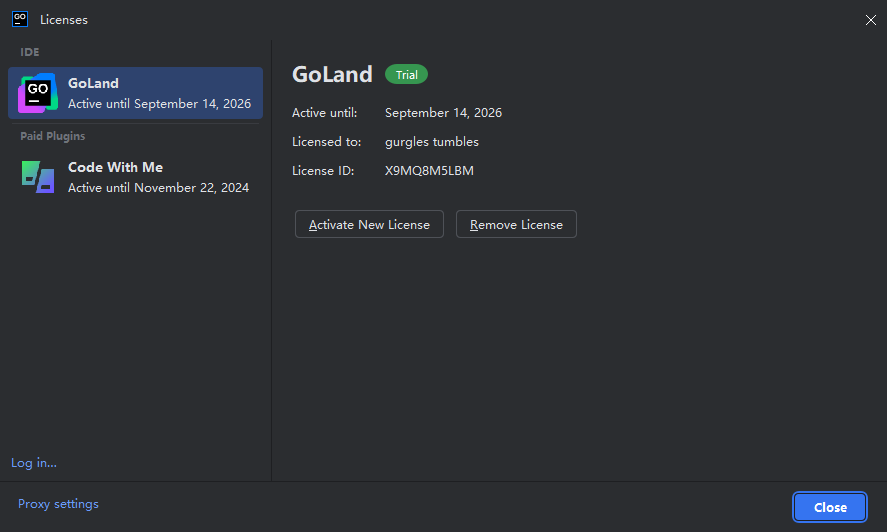 GO
Licenses
IDE
GO
GoLand
Active until September 14, 2026
Paid Plugins
Code With Me
Active until November 22, 2024
Log in...
GoLand Trial
Active until: September 14, 2026
Licensed to: gurgles tumbles
License ID: X9MQ8M5LBM
Activate New License Remove License
Proxy settings
Close